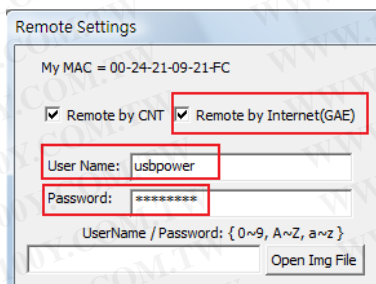 Remote Settings
My MAC = 00-24-21-09-21-FC
Remote by CNT Remote by Internet(GAE)
User Name: usbpower
Password: ********
UserName / Password: { 0~9, A~Z, a~z }
Open Img File